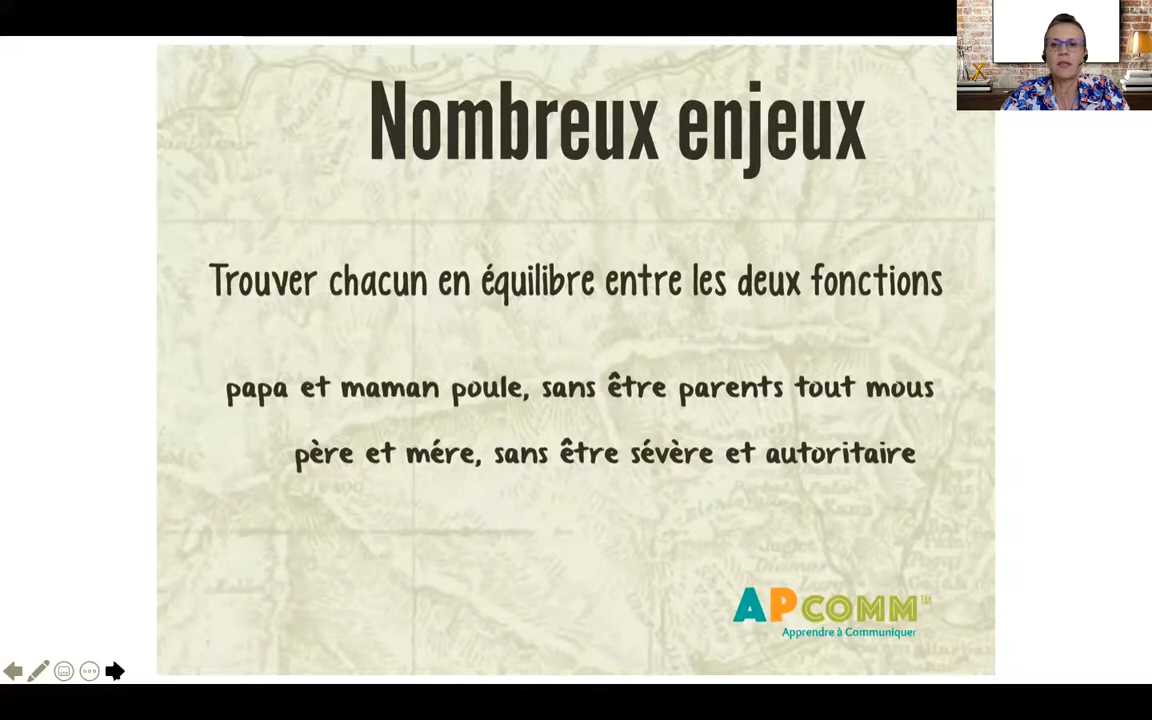 Nombreux enjeux
Trouver chacun en équilibre entre les deux fonctions
papa et maman poule, sans être parents tout mous
père et mére, sans être sévère et autoritaire
APCOMM™
Apprendre à Communiquer